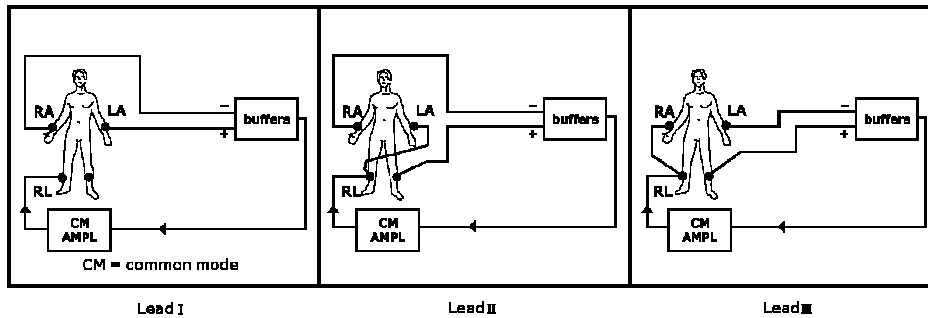 RA LA
−
+
buffers
RL
CM
AMPL
CM = common mode
Lead I
RA LA
−
+
buffers
RL
CM
AMPL
Lead II
RA LA
−
+
buffers
RL
CM
AMPL
Lead III